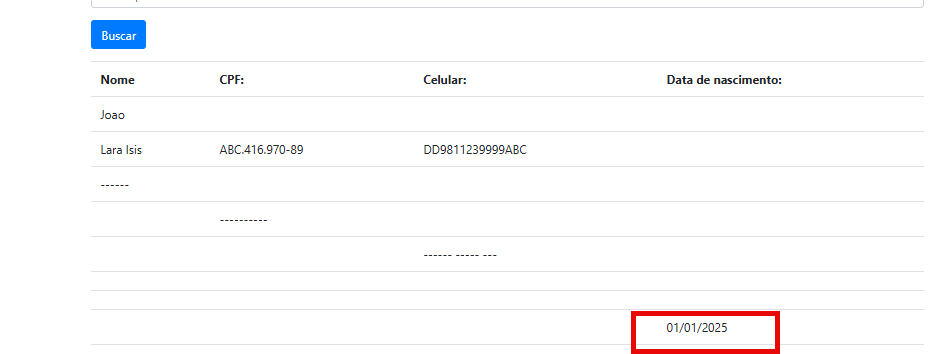 Buscar
Nome CPF: Celular: Data de nascimento:
Joao
Lara Isis ABC.416.970-89 DD9811239999ABC
------
----------
------ ----- ---
01/01/2025